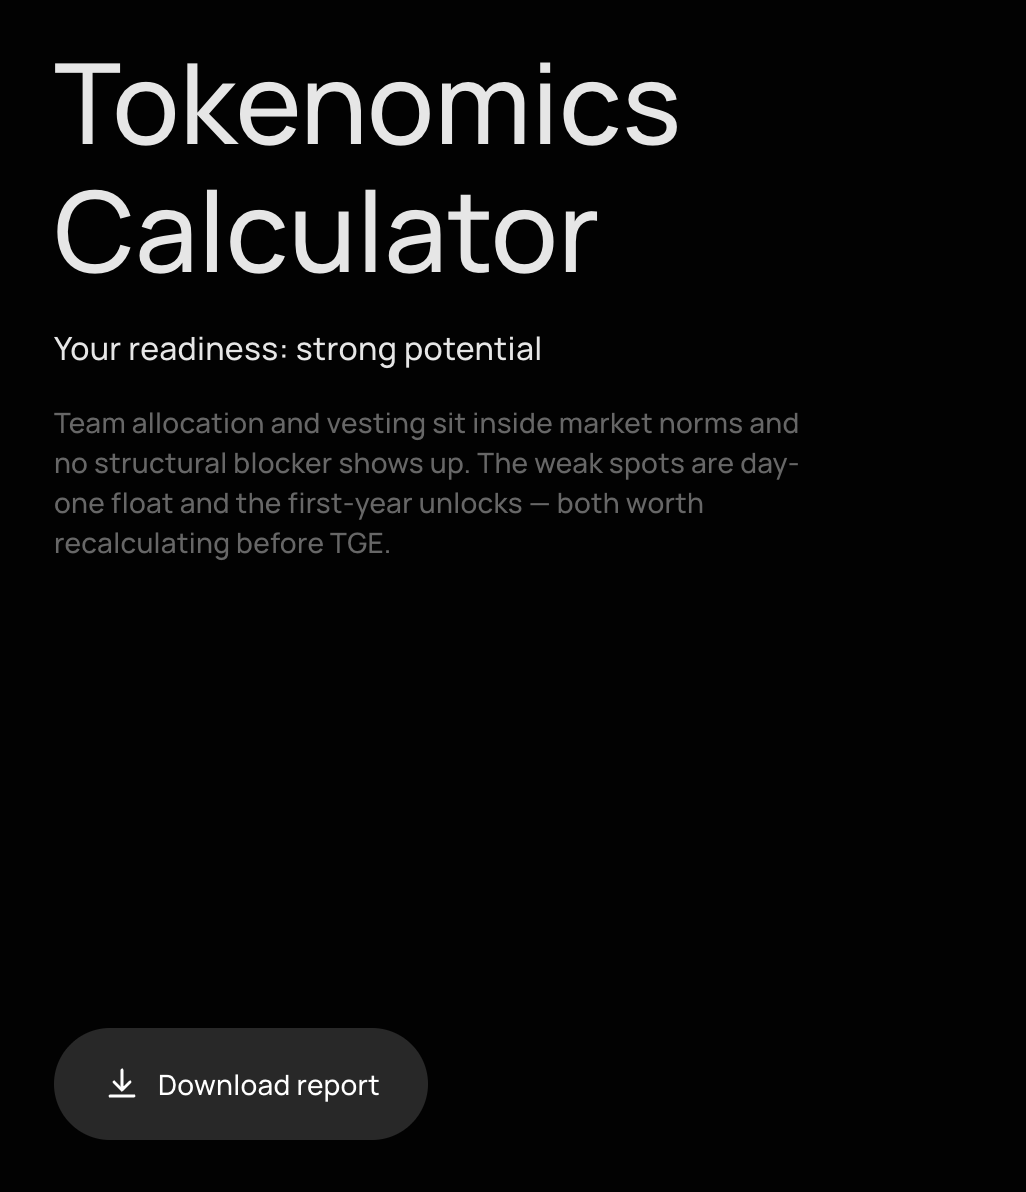 Tokenomics
Calculator
Your readiness: strong potential
Team allocation and vesting sit inside market norms and
no structural blocker shows up. The weak spots are day-
one float and the first-year unlocks — both worth
recalculating before TGE.
Download report